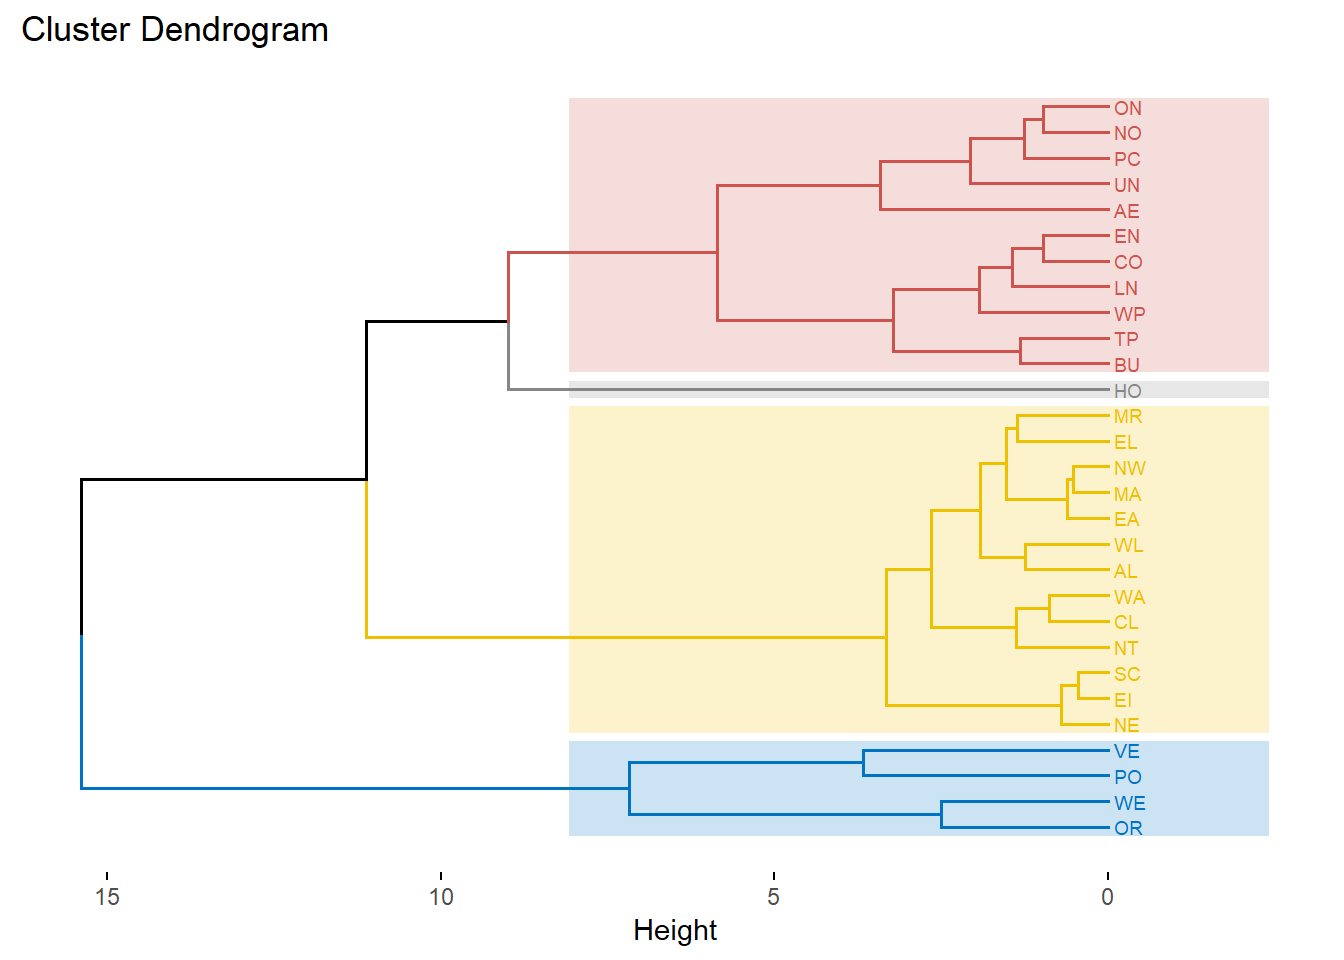 Cluster Dendrogram
ON
NO
PC
UN
AE
EN
CO
LN
WP
TP
BU
HO
MR
EL
NW
MA
EA
WL
AL
WA
CL
NT
SC
EI
NE
VE
PO
WE
OR
15 10 5 0
Height